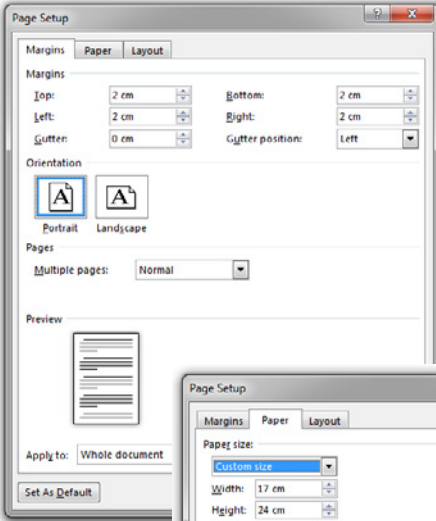 Page Setup
Margins Paper Layout
Margins
Top: 2 cm Bottom: 2 cm
Left: 2 cm Right: 2 cm
Gutter: 0 cm Gutter position: Left
Orientation
A A
Portrait Landscape
Pages
Multiple pages: Normal
Preview
Apply to: Whole document
Set As Default
Page Setup
Margins Paper Layout
Paper size:
Custom size
Width: 17 cm
Height: 24 cm